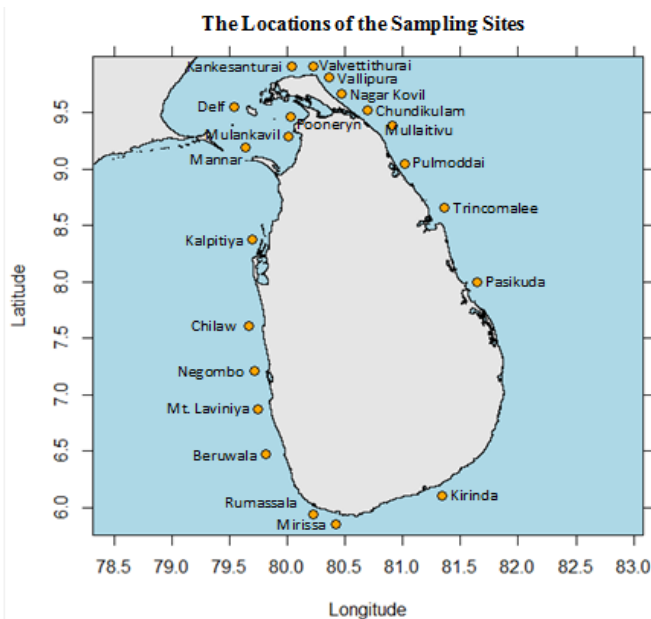 The Locations of the Sampling Sites
Kankesanturai
Valvettithurai
Vallipura
Nagar Kovil
Delf
Chundikulam
Pooneryn
Mulankavil
Mullaitivu
Mannar
Pulmoddai
Trincomalee
Kalpitiya
Pasikuda
Chilaw
Negombo
Mt. Laviniya
Beruwala
Kirinda
Rumassala
Mirissa
Latitude
9.5
9.0
8.5
8.0
7.5
7.0
6.5
6.0
78.5 79.0 79.5 80.0 80.5 81.0 81.5 82.0 82.5 83.0
Longitude